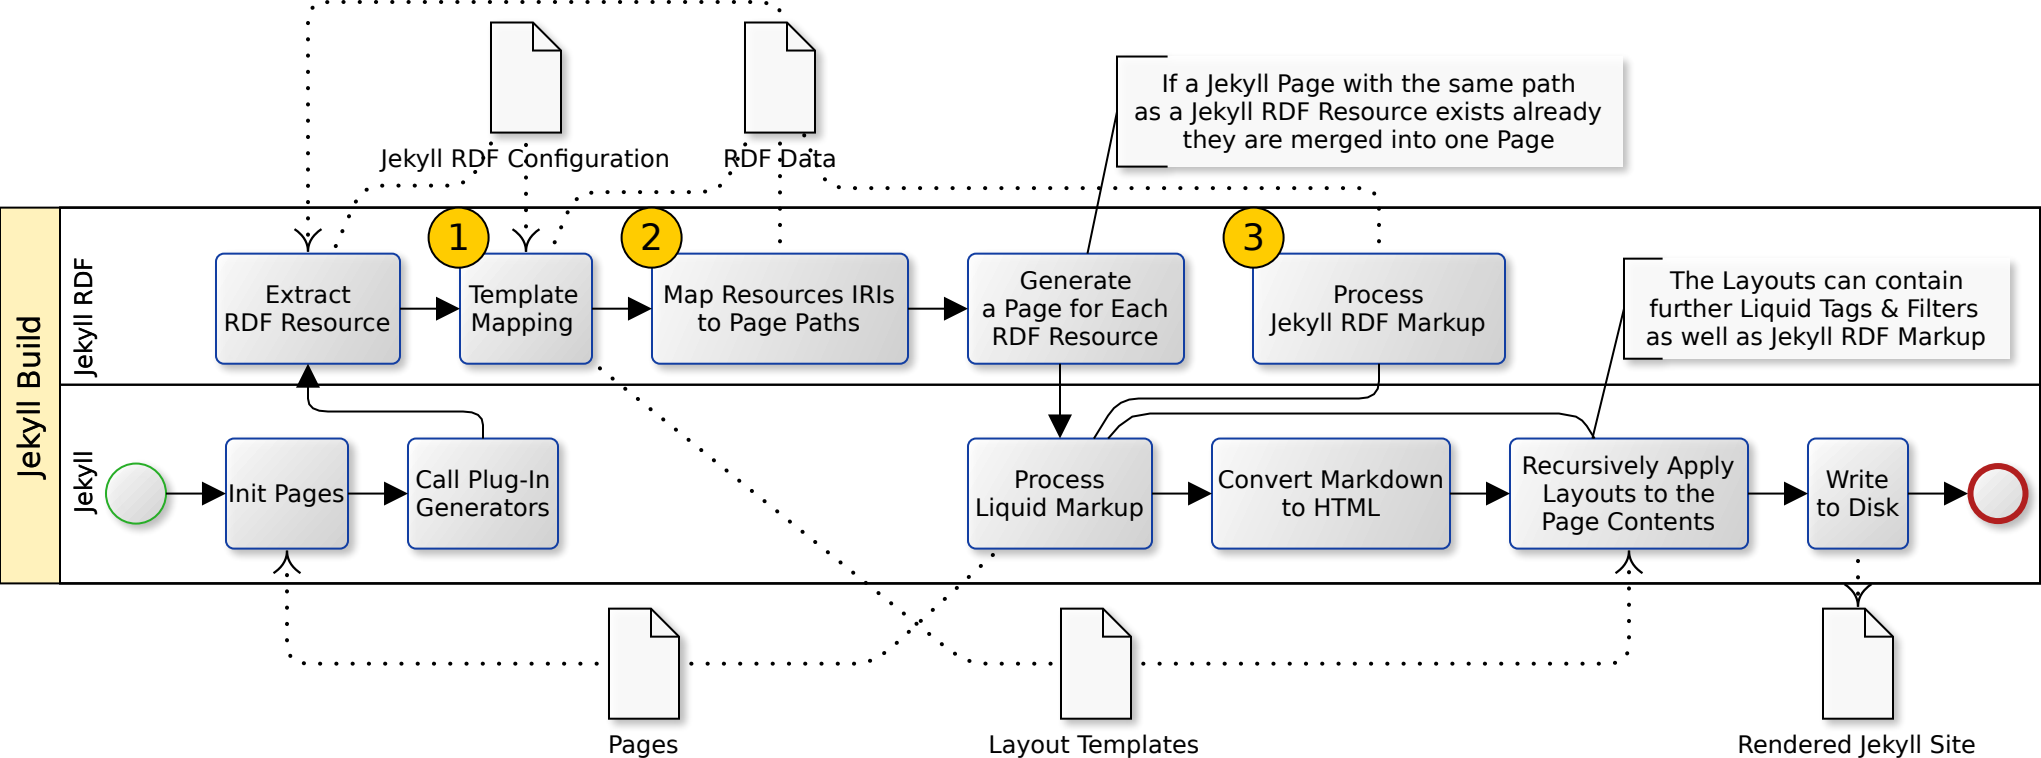 Jekyll RDF Configuration
RDF Data
If a Jekyll Page with the same path
as a Jekyll RDF Resource exists already
they are merged into one Page
Jekyll Build
Jekyll RDF
1
2
3
Extract
RDF Resource
Template
Mapping
Map Resources IRIs
to Page Paths
Generate
a Page for Each
RDF Resource
Process
Jekyll RDF Markup
The Layouts can contain
further Liquid Tags & Filters
as well as Jekyll RDF Markup
Jekyll
Init Pages
Call Plug-In
Generators
Process
Liquid Markup
Convert Markdown
to HTML
Recursively Apply
Layouts to the
Page Contents
Write
to Disk
Pages
Layout Templates
Rendered Jekyll Site